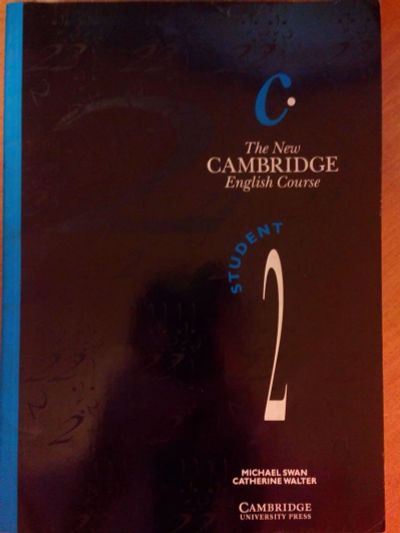 C.
The New
CAMBRIDGE
English Course
STUDENT
2
MICHAEL SWAN
CATHERINE WALTER
CAMBRIDGE
UNIVERSITY PRESS